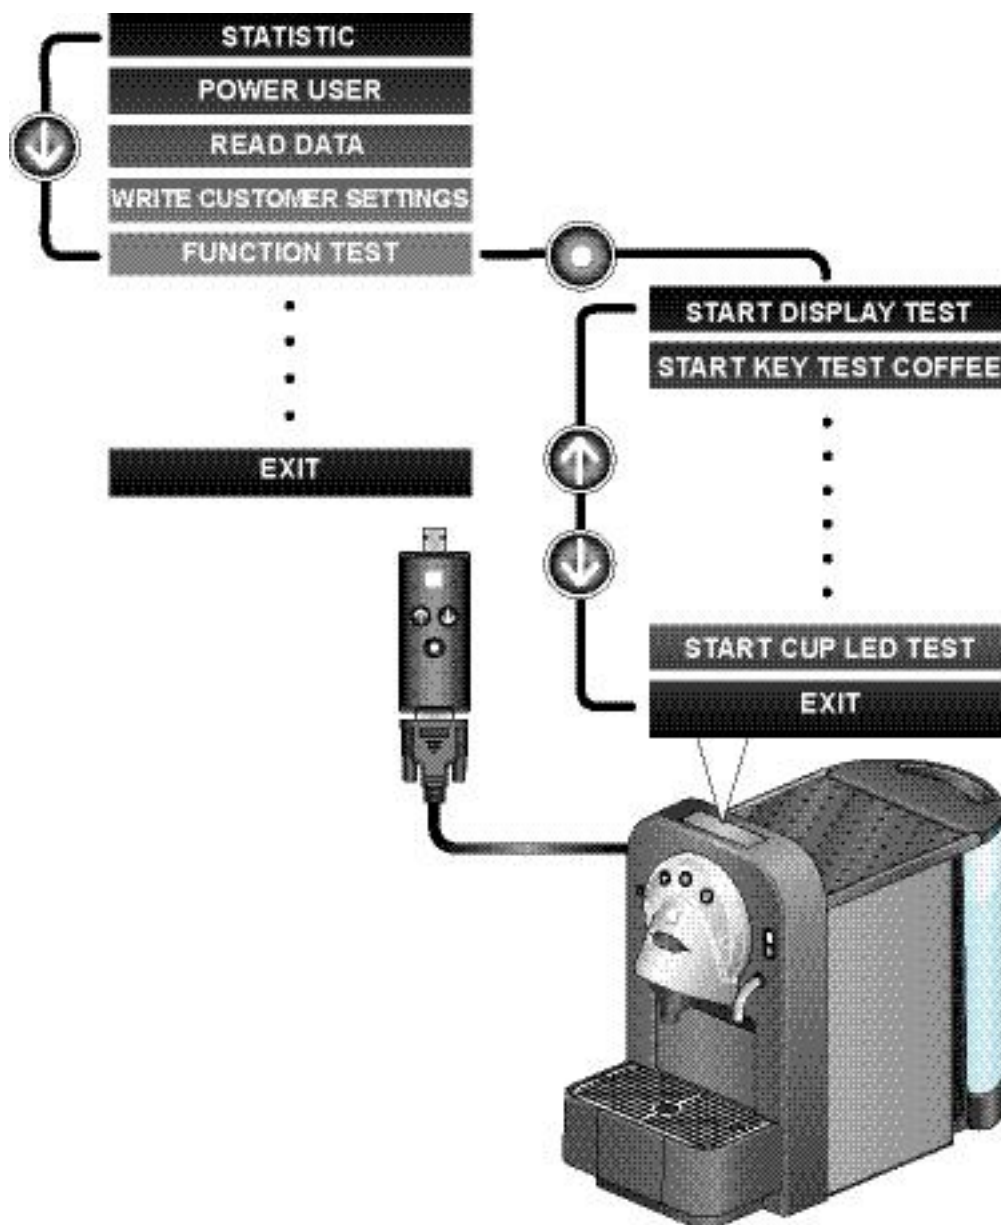 STATISTIC
POWER USER
READ DATA
WRITE CUSTOMER SETTINGS
FUNCTION TEST
EXIT
START DISPLAY TEST
START KEY TEST COFFEE
START CUP LED TEST
EXIT